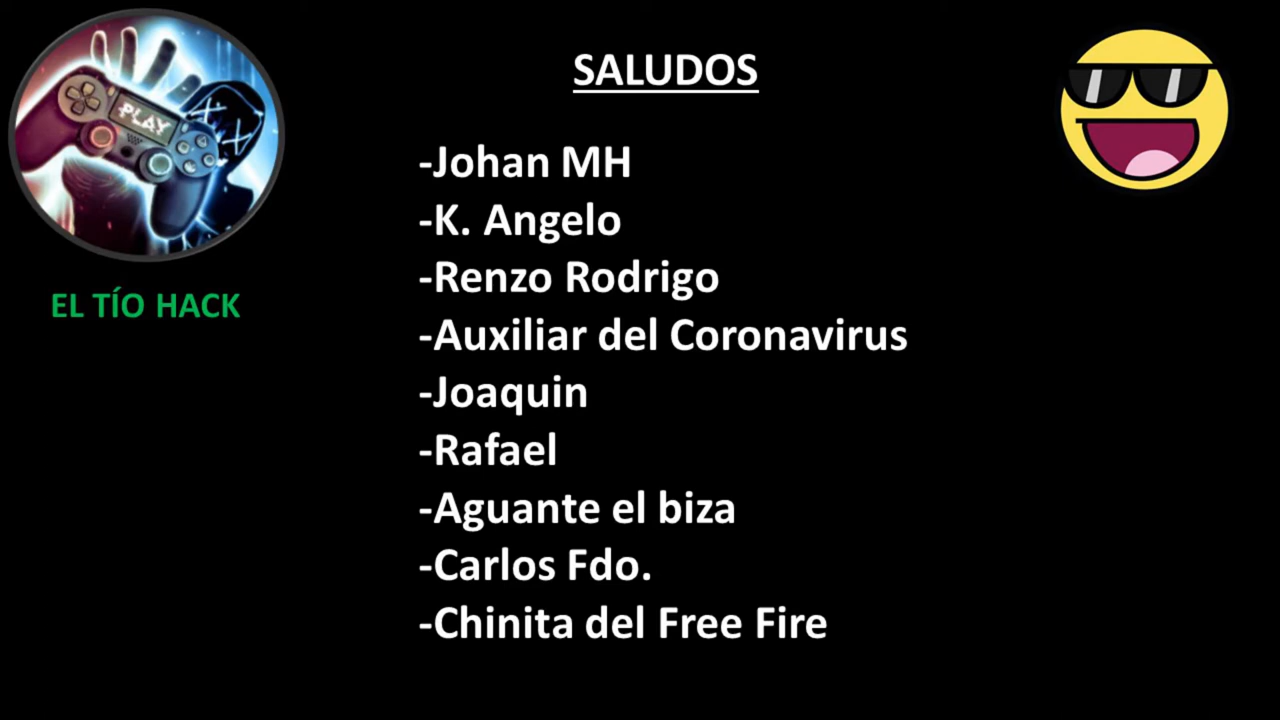 PLAY
EL TÍO HACK
SALUDOS
-Johan MH
-K. Angelo
-Renzo Rodrigo
-Auxiliar del Coronavirus
-Joaquin
-Rafael
-Aguante el biza
-Carlos Fdo.
-Chinita del Free Fire